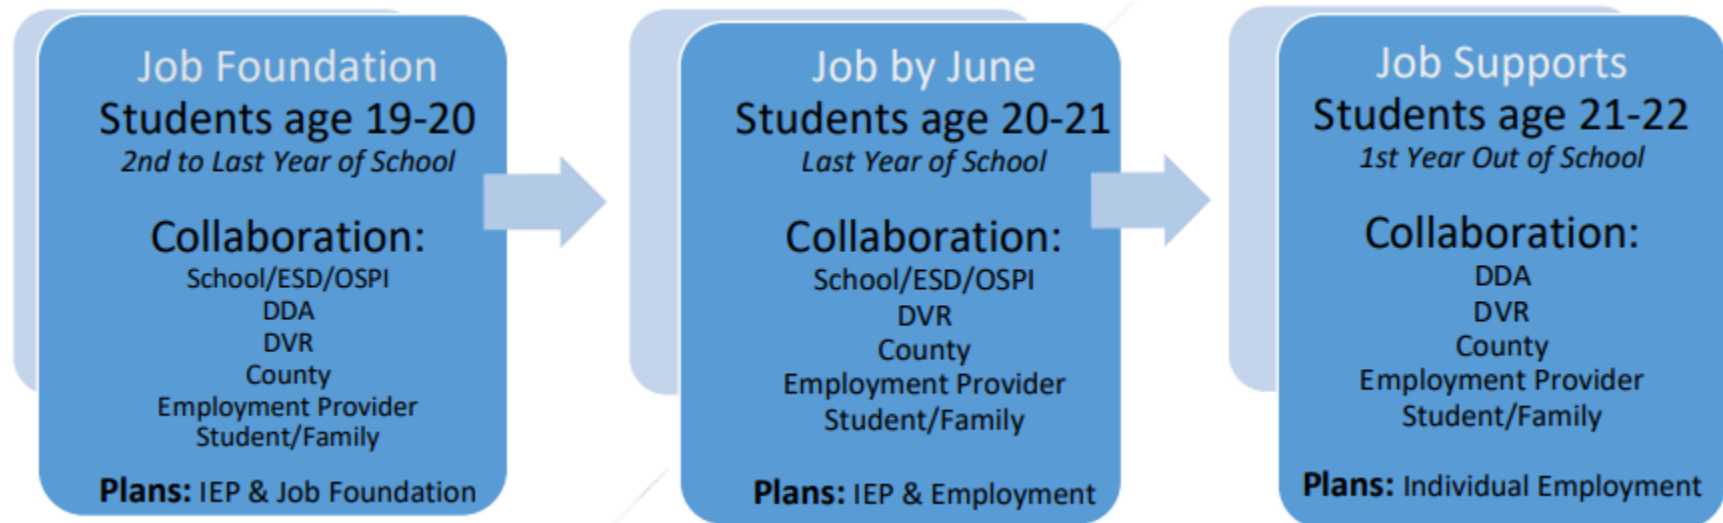 Job Foundation
Students age 19-20
2nd to Last Year of School
Collaboration:
School/ESD/OSPI
DDA
DVR
County
Employment Provider
Student/Family
Plans: IEP & Job Foundation
Job by June
Students age 20-21
Last Year of School
Collaboration:
School/ESD/OSPI
DVR
County
Employment Provider
Student/Family
Plans: IEP & Employment
Job Supports
Students age 21-22
1st Year Out of School
Collaboration:
DDA
DVR
County
Employment Provider
Student/Family
Plans: Individual Employment